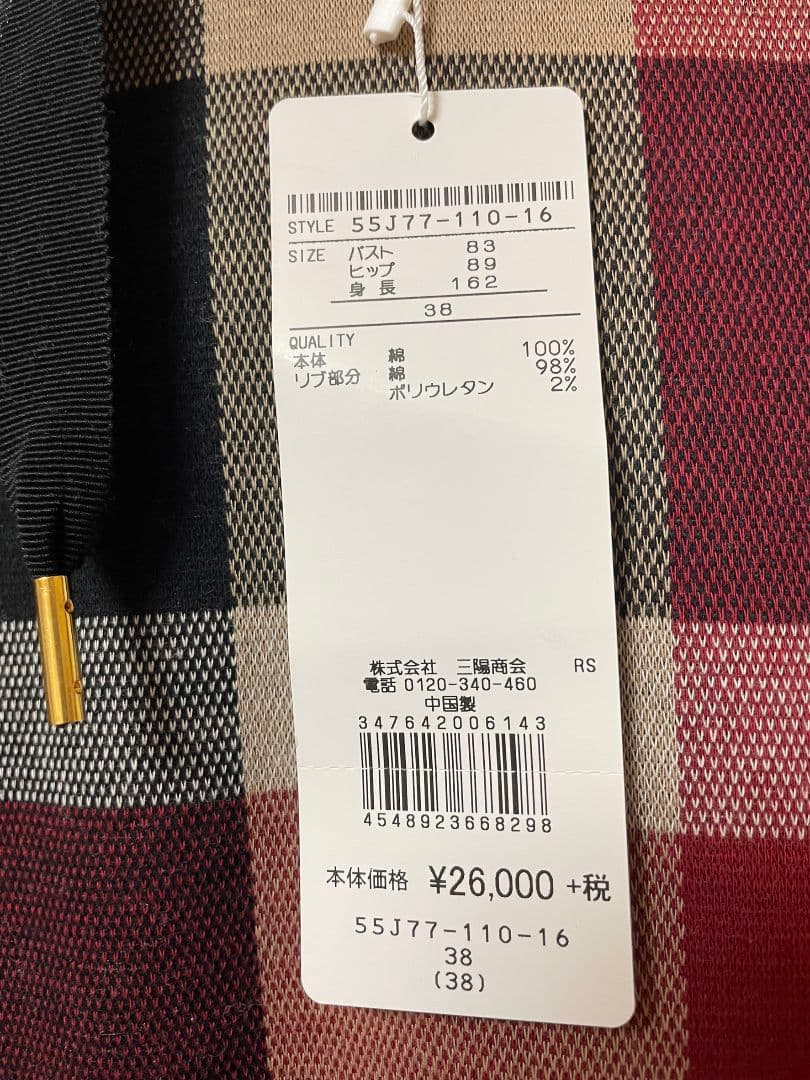 STYLE 55J77-110-16
SIZE バスト 83
ヒップ 89
身長 162
38
QUALITY
本体 綿 100%
リブ部分 綿 98%
ポリウレタン 2%
株式会社 三陽商会 RS
電話 0120-340-460
中国製
347642006143
4548923668298
本体価格 ¥26,000 +税
55J77-110-16
38
(38)